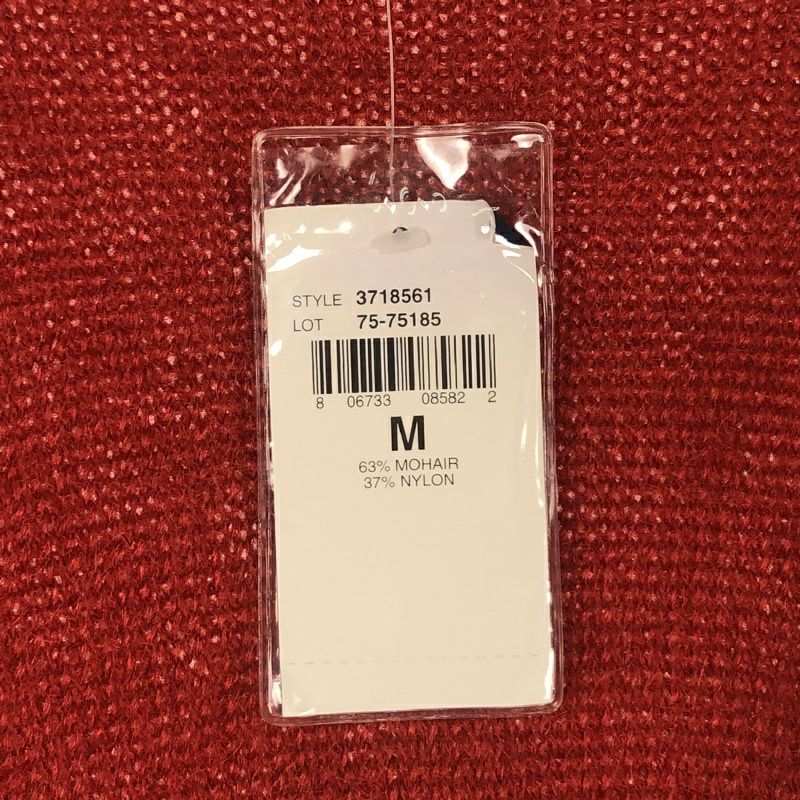 STYLE 3718561
LOT 75-75185
8 06733 08582 2
M
63% MOHAIR
37% NYLON